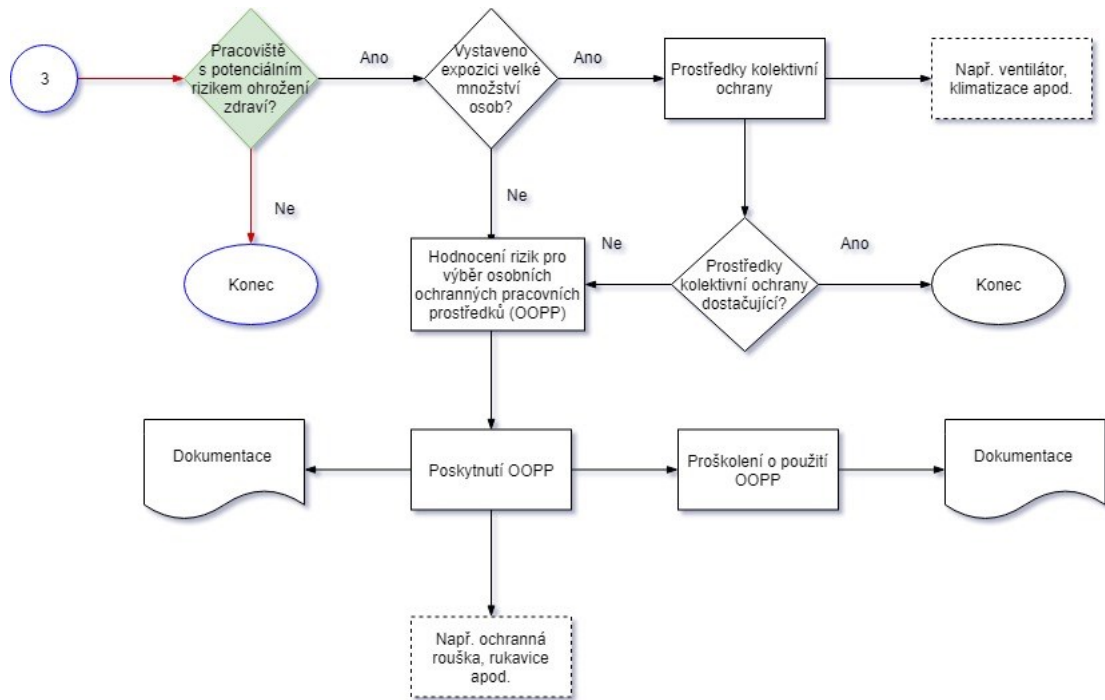 3
Pracoviště
s potenciálním
rizikem ohrožení
zdraví?
Ano
Vystaveno
expozici velké
množství
osob?
Ano
Prostředky kolektivní
ochrany
Např. ventilátor,
klimatizace apod.
Ne
Konec
Ne
Hodnocení rizik pro
výběr osobních
ochranných pracovních
prostředků (OOPP)
Ne
Prostředky
kolektivní ochrany
dostačující?
Ano
Konec
Dokumentace
Poskytnutí OOPP
Proškolení o použití
OOPP
Dokumentace
Např. ochranná
rouška, rukavice
apod.